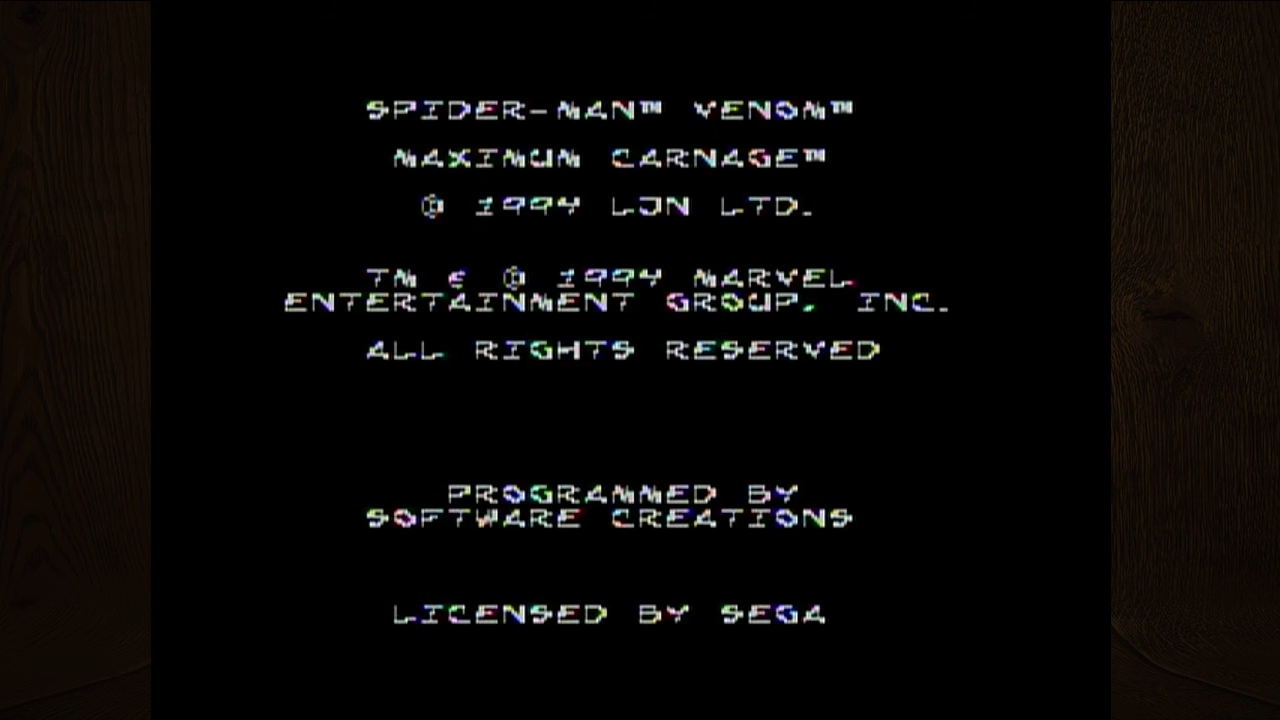 SPIDER-MAN™ VENOM™
MAXIMUM CARNAGE™
© 1994 LJN LTD.
TM & © 1994 MARVEL
ENTERTAINMENT GROUP, INC.
ALL RIGHTS RESERVED
PROGRAMMED BY
SOFTWARE CREATIONS
LICENSED BY SEGA